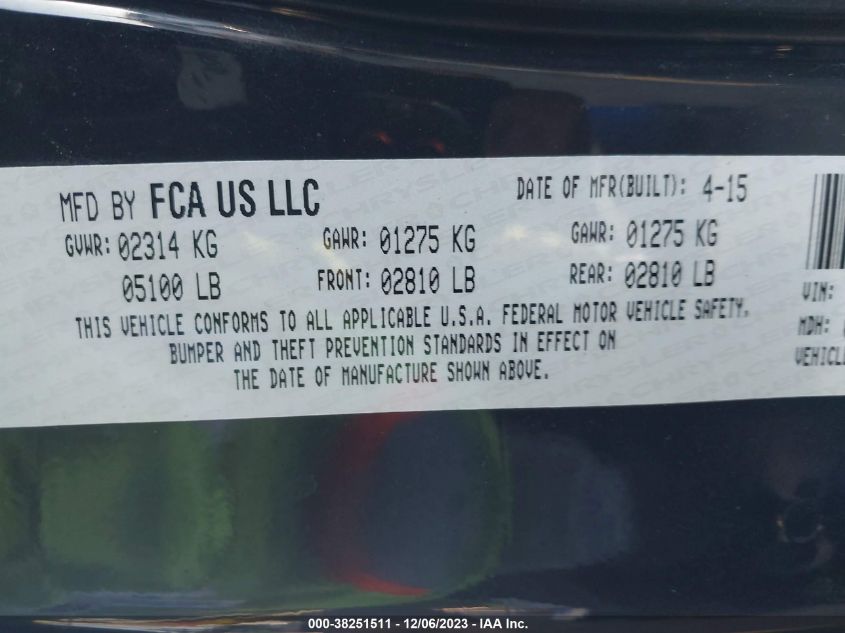 MFD BY FCA US LLC
DATE OF MFR(BUILT): 4-15
GVWR: 02314 KG
GAWR: 01275 KG
GAWR: 01275 KG
05100 LB
FRONT: 02810 LB
REAR: 02810 LB
THIS VEHICLE CONFORMS TO ALL APPLICABLE U.S.A. FEDERAL MOTOR VEHICLE SAFETY,
BUMPER AND THEFT PREVENTION STANDARDS IN EFFECT ON
THE DATE OF MANUFACTURE SHOWN ABOVE.
VIN:
MDH:
000-38251511 - 12/06/2023 - IAA Inc.